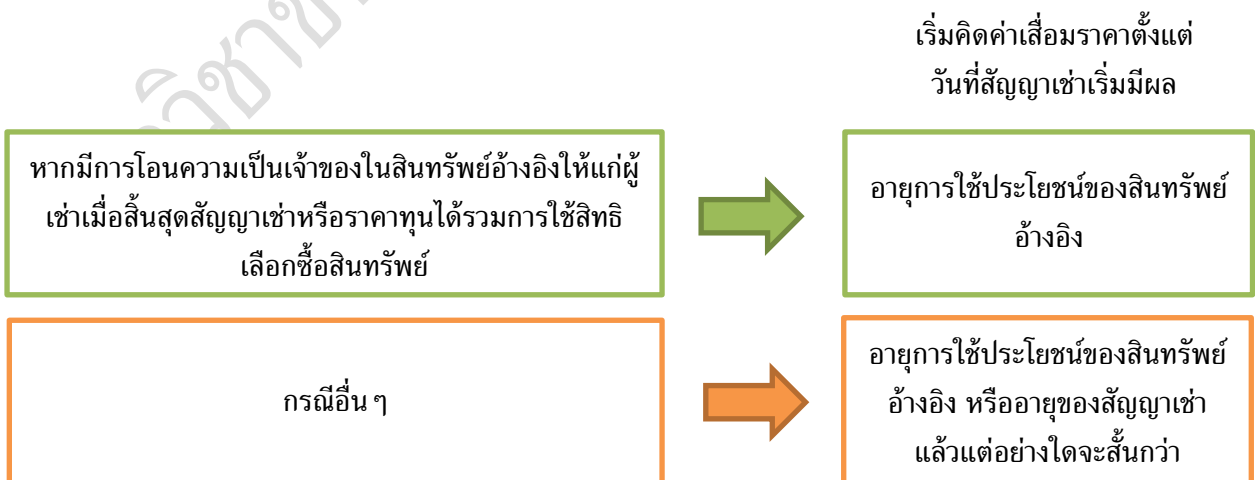 เริ่มคิดค่าเสื่อมราคาตั้งแต่
วันที่สัญญาเช่าเริ่มมีผล
หากมีการโอนความเป็นเจ้าของในสินทรัพย์อ้างอิงให้แก่ผู้
เช่าเมื่อสิ้นสุดสัญญาเช่าหรือราคาทุนได้รวมการใช้สิทธิ
เลือกซื้อสินทรัพย์
อายุการใช้ประโยชน์ของสินทรัพย์
อ้างอิง
กรณีอื่น ๆ
อายุการใช้ประโยชน์ของสินทรัพย์
อ้างอิง หรืออายุของสัญญาเช่า
แล้วแต่อย่างใดจะสั้นกว่า